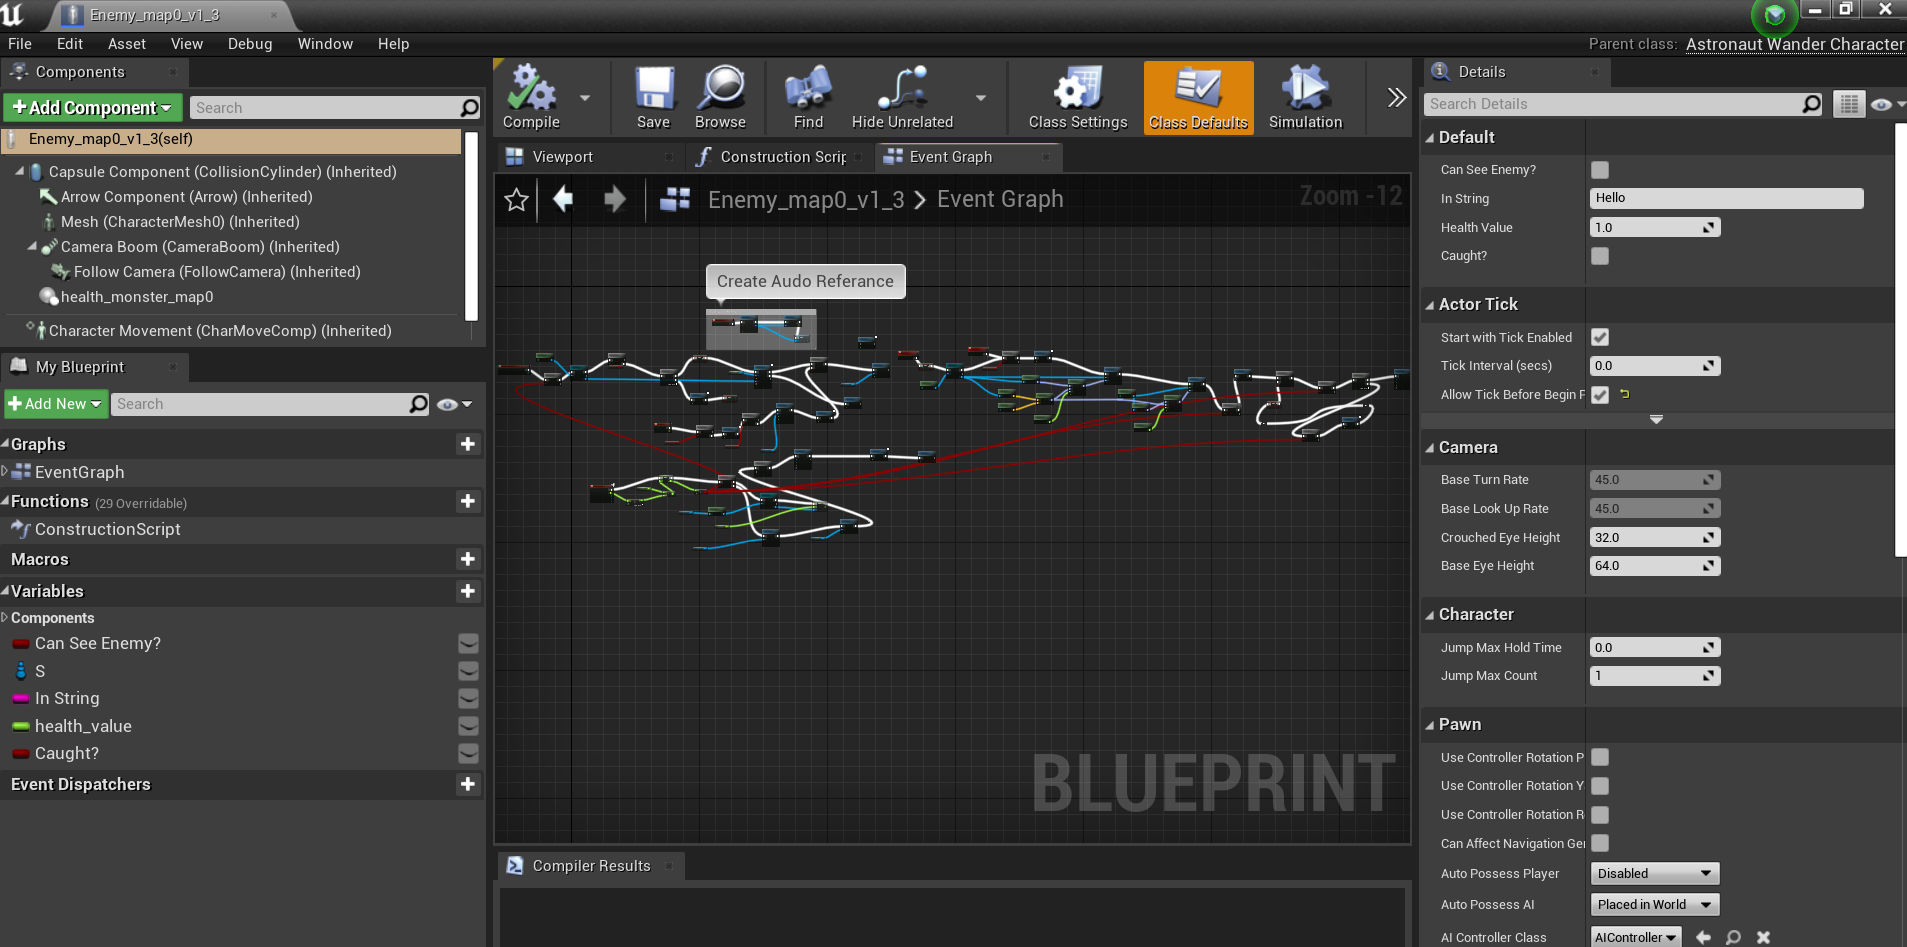 Enemy_map0_v1_3
File Edit Asset View Debug Window Help
Parent class: Astronaut Wander Character
Components
Add Component
Search
Enemy_map0_v1_3(self)
Capsule Component (CollisionCylinder) (Inherited)
Arrow Component (Arrow) (Inherited)
Mesh (CharacterMesh0) (Inherited)
Camera Boom (CameraBoom) (Inherited)
Follow Camera (FollowCamera) (Inherited)
health_monster_map0
Character Movement (CharMoveComp) (Inherited)
My Blueprint
Add New
Search
Graphs
EventGraph
Functions (29 Overridable)
ConstructionScript
Macros
Variables
Components
Can See Enemy?
S
In String
health_value
Caught?
Event Dispatchers
Compile
Save
Browse
Find
Hide Unrelated
Class Settings
Class Defaults
Simulation
Viewport
Construction Scrip
Event Graph
Enemy_map0_v1_3 > Event Graph
Zoom -12
Create Audo Referance
BLUEPRINT
Compiler Results
Details
Search Details
Default
Can See Enemy?
In String Hello
Health Value 1.0
Caught?
Actor Tick
Start with Tick Enabled
Tick Interval (secs) 0.0
Allow Tick Before Begin P
Camera
Base Turn Rate 45.0
Base Look Up Rate 45.0
Crouched Eye Height 32.0
Base Eye Height 64.0
Character
Jump Max Hold Time 0.0
Jump Max Count 1
Pawn
Use Controller Rotation P
Use Controller Rotation Y
Use Controller Rotation R
Can Affect Navigation Ger
Auto Possess Player Disabled
Auto Possess AI Placed in World
AI Controller Class AIController